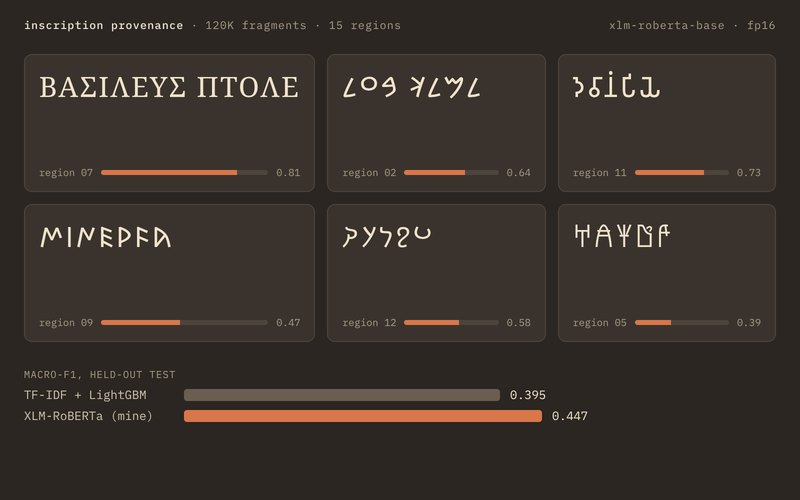 inscription provenance · 120K fragments · 15 regions
xlm-roberta-base · fp16
ΒΑΣΙΛΕΥΣ ΠΤΟΛΕ
region 07 0.81
region 02 0.64
region 11 0.73
region 09 0.47
region 12 0.58
region 05 0.39
MACRO-F1, HELD-OUT TEST
TF-IDF + LightGBM 0.395
XLM-RoBERTa (mine) 0.447